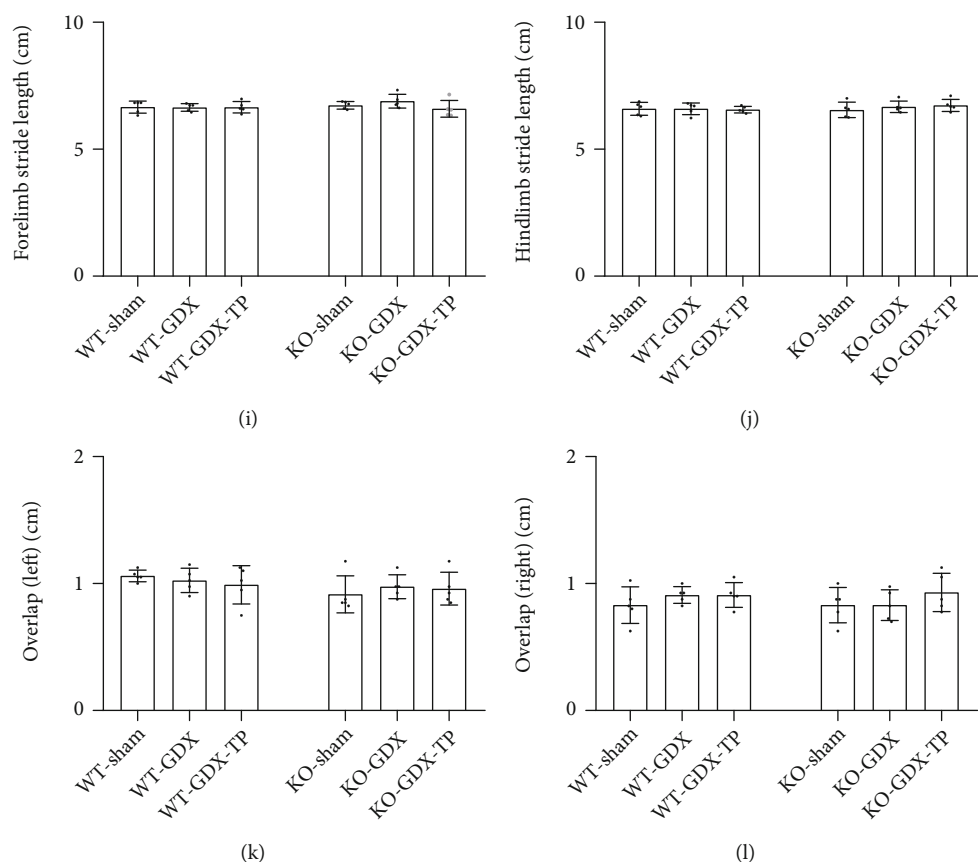 10
5
0
Forelimb stride length (cm)
WT-sham
WT-GDX
WT-GDX-TP
KO-sham
KO-GDX
KO-GDX-TP
(i)
10
5
0
Hindlimb stride length (cm)
WT-sham
WT-GDX
WT-GDX-TP
KO-sham
KO-GDX
KO-GDX-TP
(j)
2
1
0
Overlap (left) (cm)
WT-sham
WT-GDX
WT-GDX-TP
KO-sham
KO-GDX
KO-GDX-TP
(k)
2
1
0
Overlap (right) (cm)
WT-sham
WT-GDX
WT-GDX-TP
KO-sham
KO-GDX
KO-GDX-TP
(l)